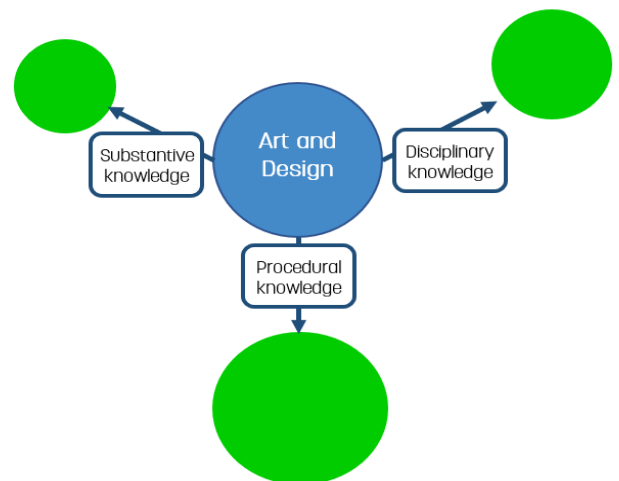 Art and
Design
Substantive
knowledge
Disciplinary
knowledge
Procedural
knowledge